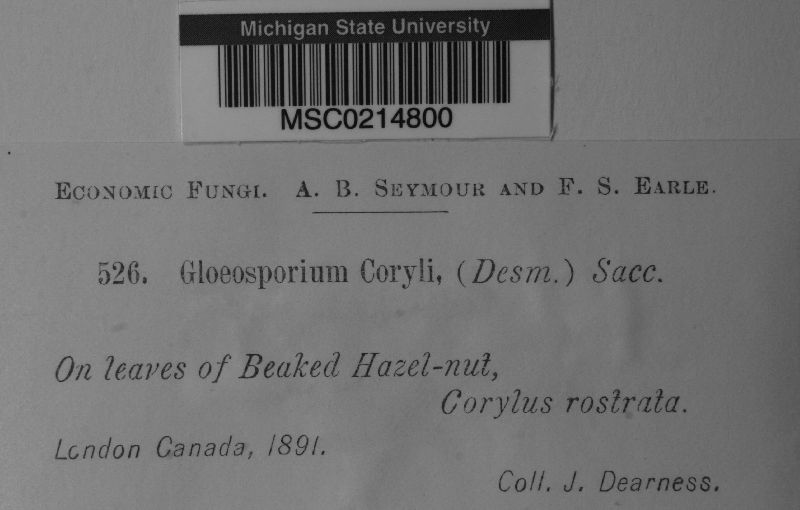 Michigan State University
MSC0214800
Economic Fungi. A. B. Seymour and F. S. Earle.
526. Gloeosporium Coryli, (Desm.) Sacc.
On leaves of Beaked Hazel-nut,
Corylus rostrata.
London Canada, 1891.
Coll. J. Dearness.